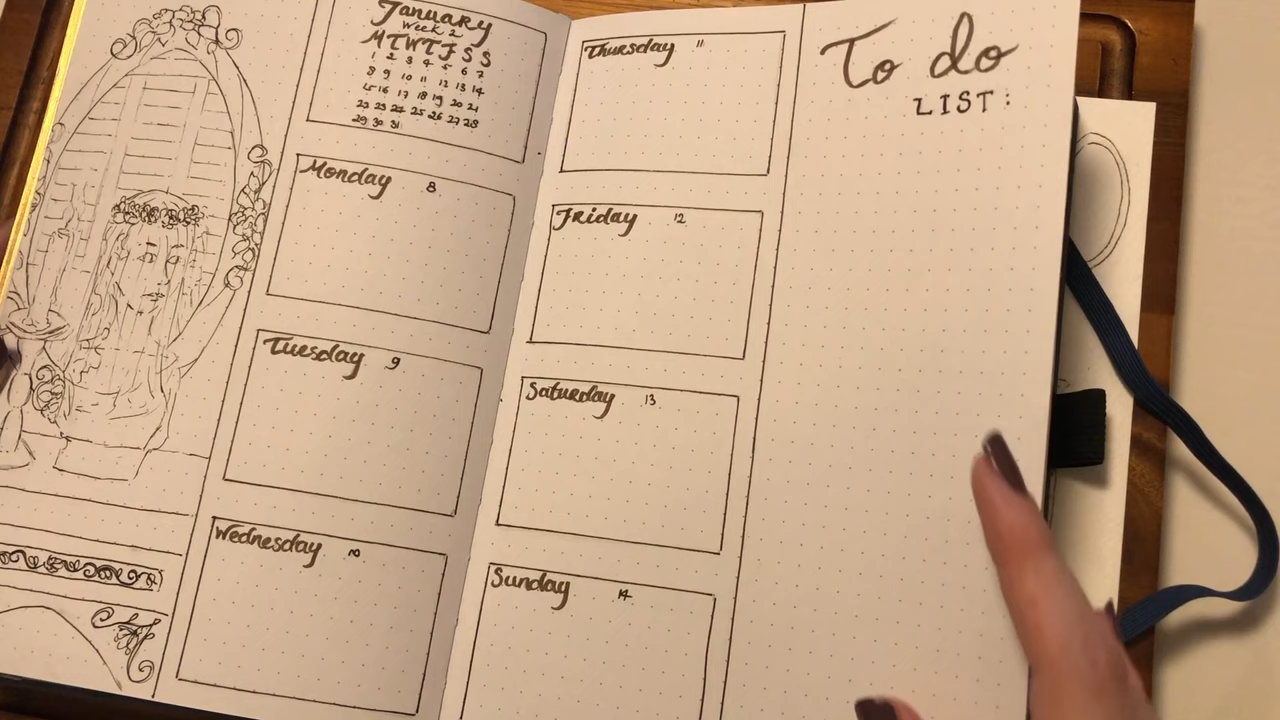 January
Week 2
M T W T F S S
1 2 3 4 5 6 7
8 9 10 11 12 13 14
15 16 17 18 19 20 21
22 23 24 25 26 27 28
29 30 31
Monday 8
Tuesday 9
Wednesday 10
Thursday 11
Friday 12
Saturday 13
Sunday 14
To do
LIST: